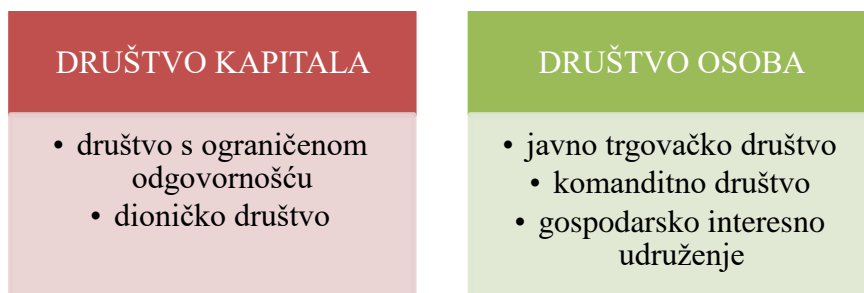 DRUŠTVO KAPITALA
• društvo s ograničenom
odgovornošću
• dioničko društvo
DRUŠTVO OSOBA
• javno trgovačko društvo
• komanditno društvo
• gospodarsko interesno
udruženje